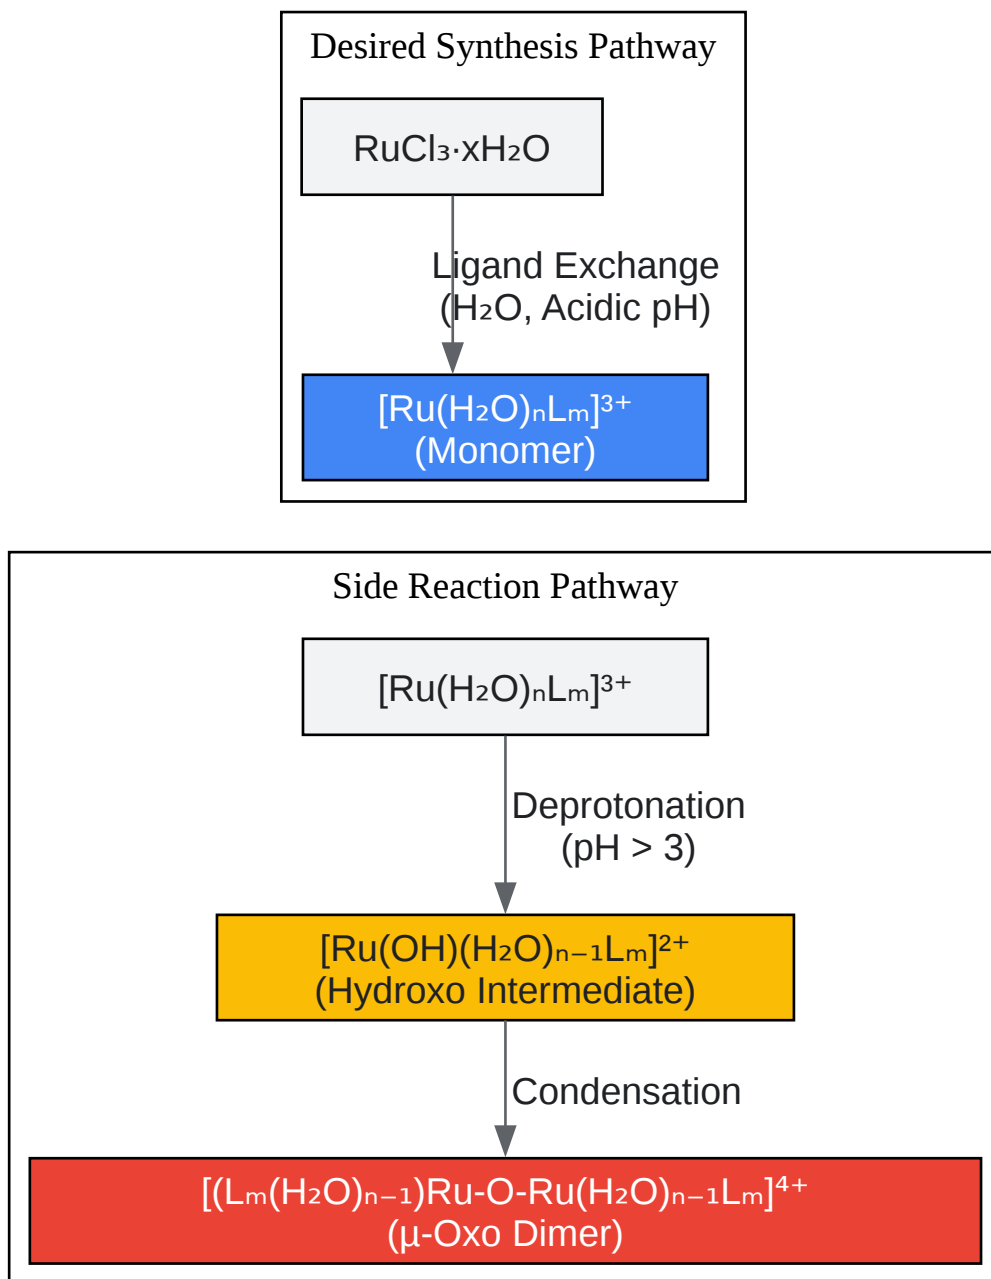 Desired Synthesis Pathway
RuCl₃·xH₂O
Ligand Exchange
(H₂O, Acidic pH)
[Ru(H₂O)ₙLₘ]³⁺
(Monomer)
Side Reaction Pathway
[Ru(H₂O)ₙLₘ]³⁺
Deprotonation
(pH > 3)
[Ru(OH)(H₂O)ₙ₋₁Lₘ]²⁺
(Hydroxo Intermediate)
Condensation
[(Lₘ(H₂O)ₙ₋₁)Ru-O-Ru(H₂O)ₙ₋₁Lₘ]⁴⁺
(µ-Oxo Dimer)